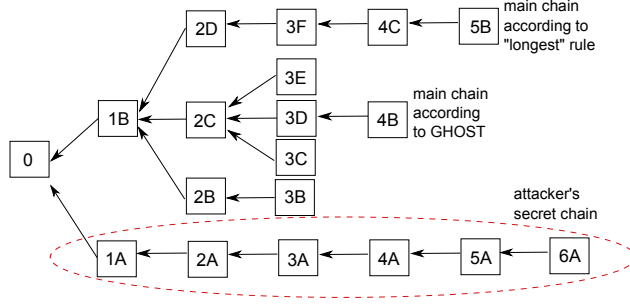 2D
3F
4C
5B
main chain
according to
"longest" rule
3E
1B
2C
3D
4B
main chain
according
to GHOST
0
3C
2B
3B
attacker's
secret chain
1A
2A
3A
4A
5A
6A